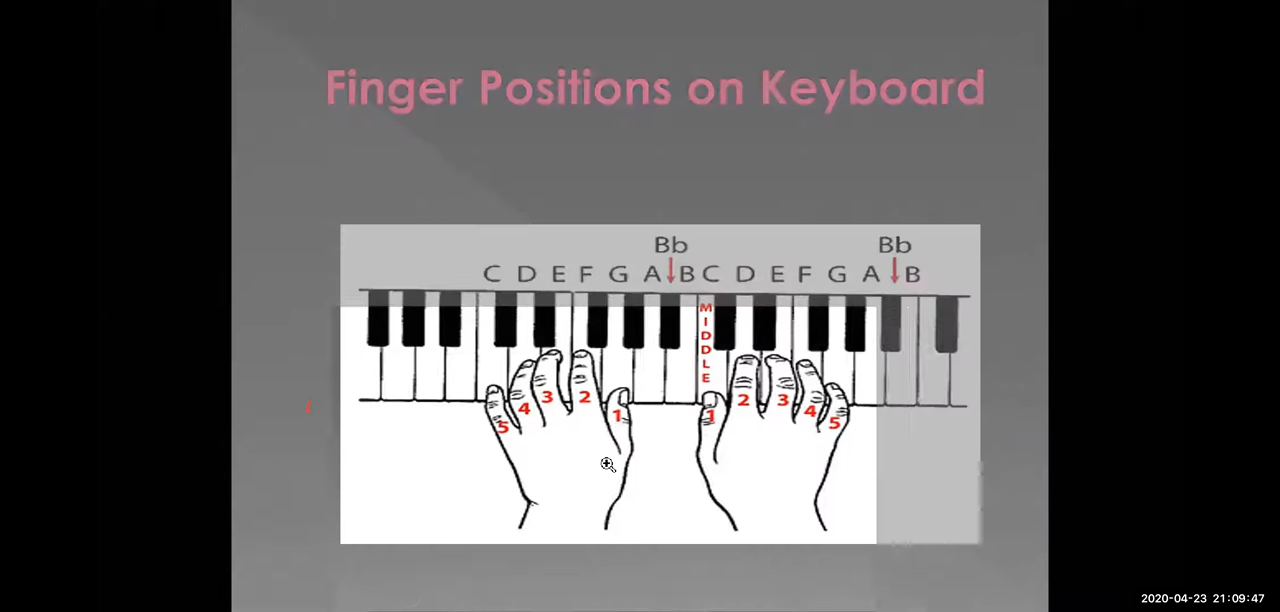 Finger Positions on Keyboard
Bb Bb
C D E F G A B C D E F G A B
MIDDLE
5 4 3 2 1 1 2 3 4 5
2020-04-23 21:09:47